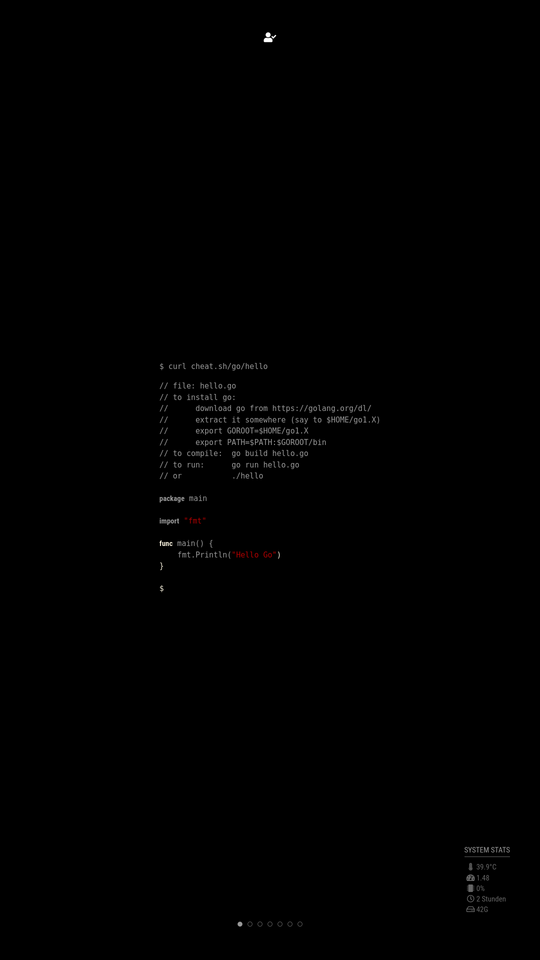 $ curl cheat.sh/go/hello
// file: hello.go
// to install go:
//      download go from https://golang.org/dl/
//      extract it somewhere (say to $HOME/go1.X)
//      export GOROOT=$HOME/go1.X
//      export PATH=$PATH:$GOROOT/bin
// to compile:  go build hello.go
// to run:      go run hello.go
// or           ./hello
package main
import "fmt"
func main() {
    fmt.Println("Hello Go")
}
$
SYSTEM STATS
39.9°C
1.48
0%
2 Stunden
42G